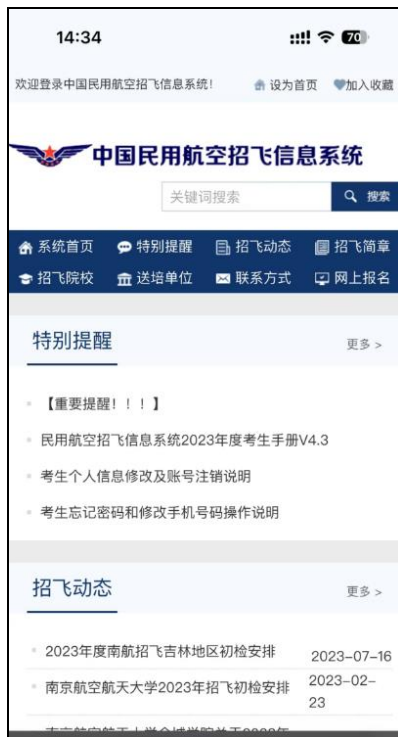 14:34
70
欢迎登录中国民用航空招飞信息系统!
设为首页
加入收藏
中国民用航空招飞信息系统
关键词搜索
搜索
系统首页 特别提醒 招飞动态 招飞简章
招飞院校 送培单位 联系方式 网上报名
特别提醒
更多 >
【重要提醒！！！】
民用航空招飞信息系统2023年度考生手册V4.3
考生个人信息修改及账号注销说明
考生忘记密码和修改手机号码操作说明
招飞动态
更多 >
2023年度南航招飞吉林地区初检安排 2023-07-16
南京航空航天大学2023年招飞初检安排 2023-02-
23